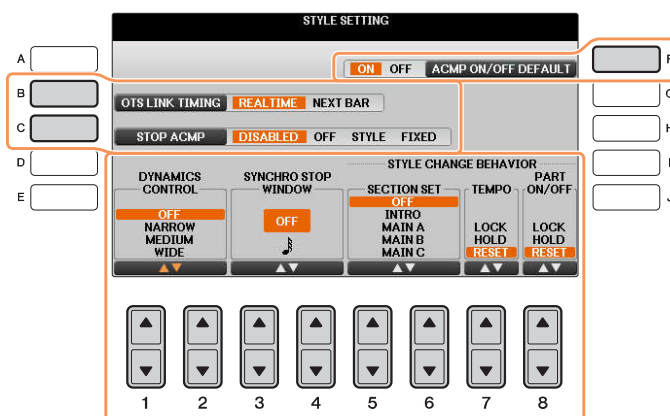 STYLE SETTING
A
ON OFF ACMP ON/OFF DEFAULT
F
B
OTS LINK TIMING REALTIME NEXT BAR
C
STOP ACMP DISABLED OFF STYLE FIXED
H
D
STYLE CHANGE BEHAVIOR
DYNAMICS CONTROL
SYNCHRO STOP WINDOW
SECTION SET
TEMPO
PART ON/OFF
E
OFF
NARROW
MEDIUM
WIDE
OFF
OFF
INTRO
MAIN A
MAIN B
MAIN C
LOCK
HOLD
RESET
LOCK
HOLD
RESET
1 2 3 4 5 6 7 8